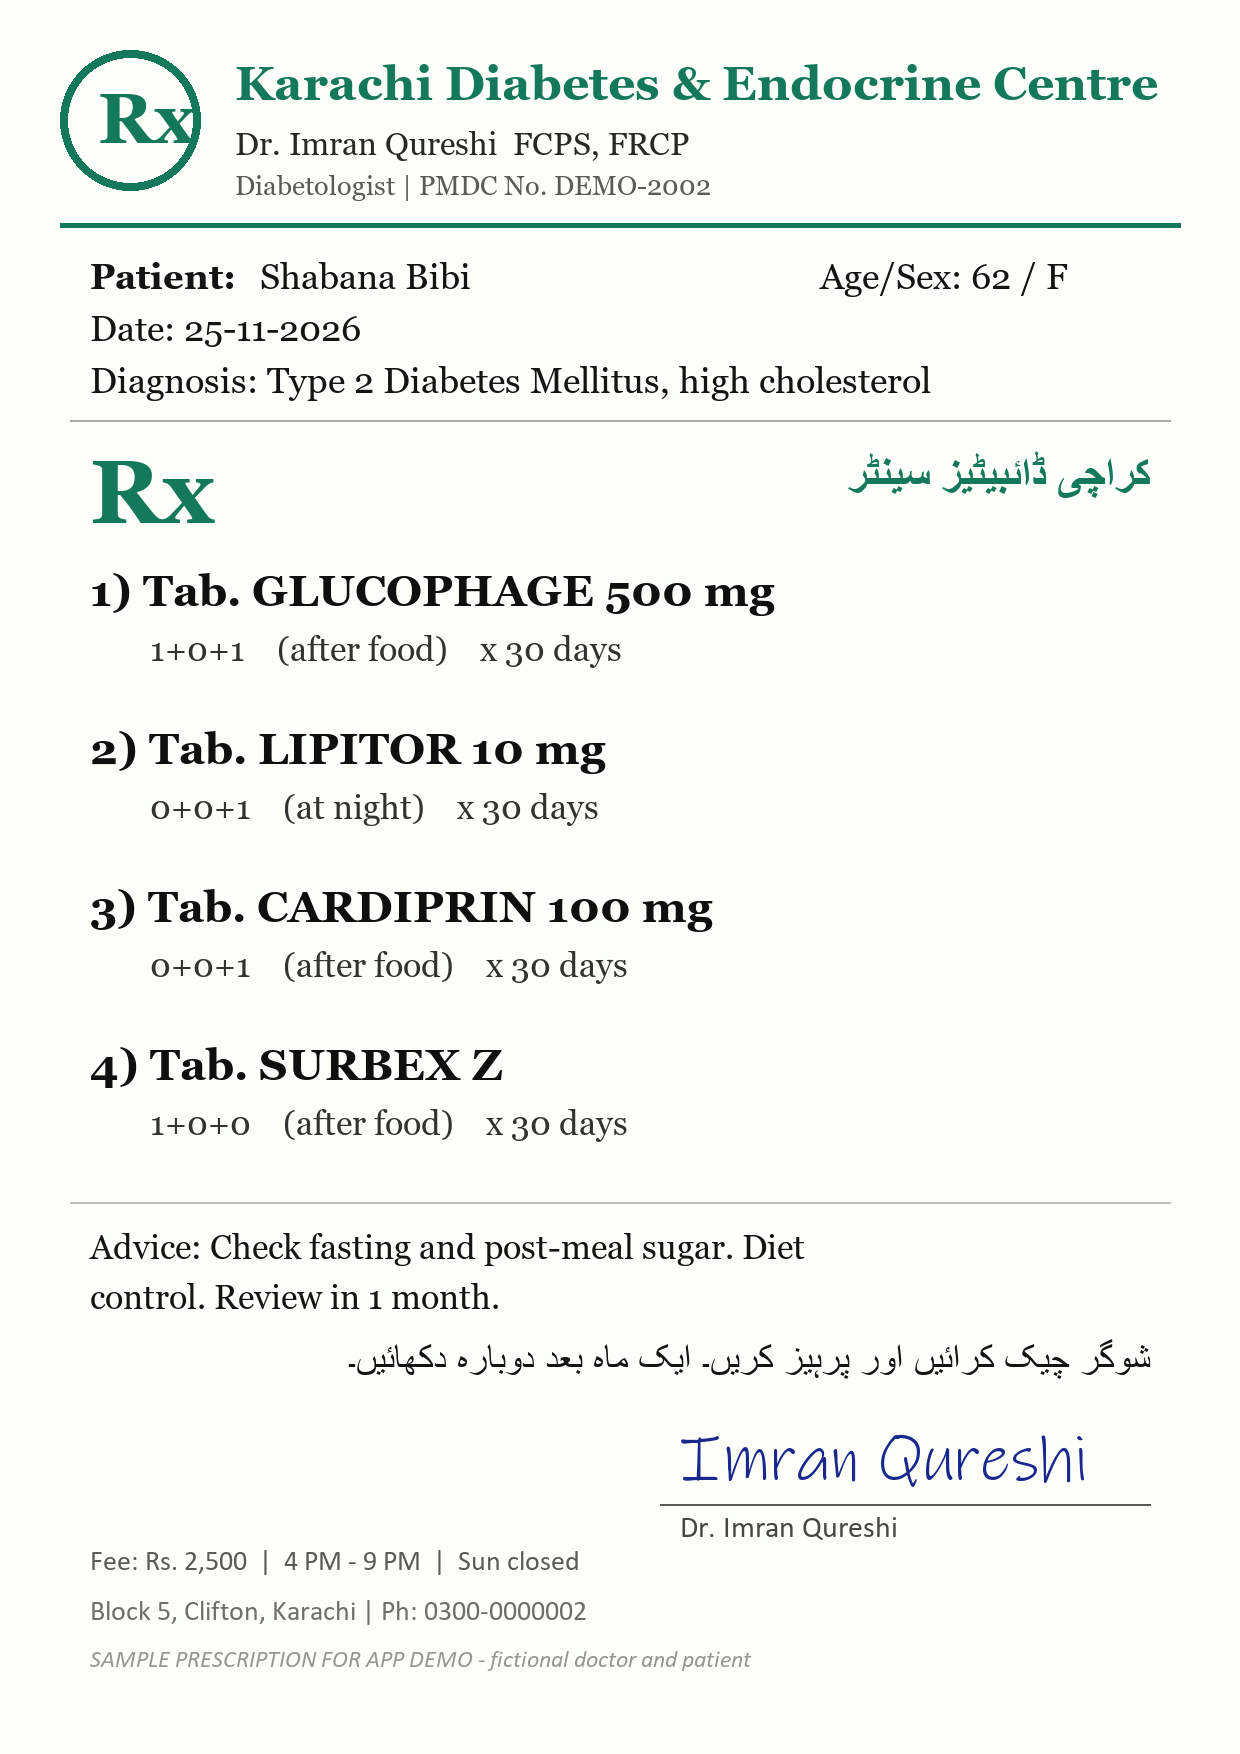 Rx
Karachi Diabetes & Endocrine Centre
Dr. Imran Qureshi FCPS, FRCP
Diabetologist | PMDC No. DEMO-2002
Patient: Shabana Bibi Age/Sex: 62 / F
Date: 25-11-2026
Diagnosis: Type 2 Diabetes Mellitus, high cholesterol
Rx کراچی ڈائبیٹیز سینٹر
1) Tab. GLUCOPHAGE 500 mg
1+0+1 (after food) x 30 days
2) Tab. LIPITOR 10 mg
0+0+1 (at night) x 30 days
3) Tab. CARDIPRIN 100 mg
0+0+1 (after food) x 30 days
4) Tab. SURBEX Z
1+0+0 (after food) x 30 days
Advice: Check fasting and post-meal sugar. Diet
control. Review in 1 month.
شوگر چیک کرائیں اور پرہیز کریں۔ ایک ماہ بعد دوبارہ دکھائیں۔
Imran Qureshi
Dr. Imran Qureshi
Fee: Rs. 2,500 | 4 PM - 9 PM | Sun closed
Block 5, Clifton, Karachi | Ph: 0300-0000002
SAMPLE PRESCRIPTION FOR APP DEMO - fictional doctor and patient